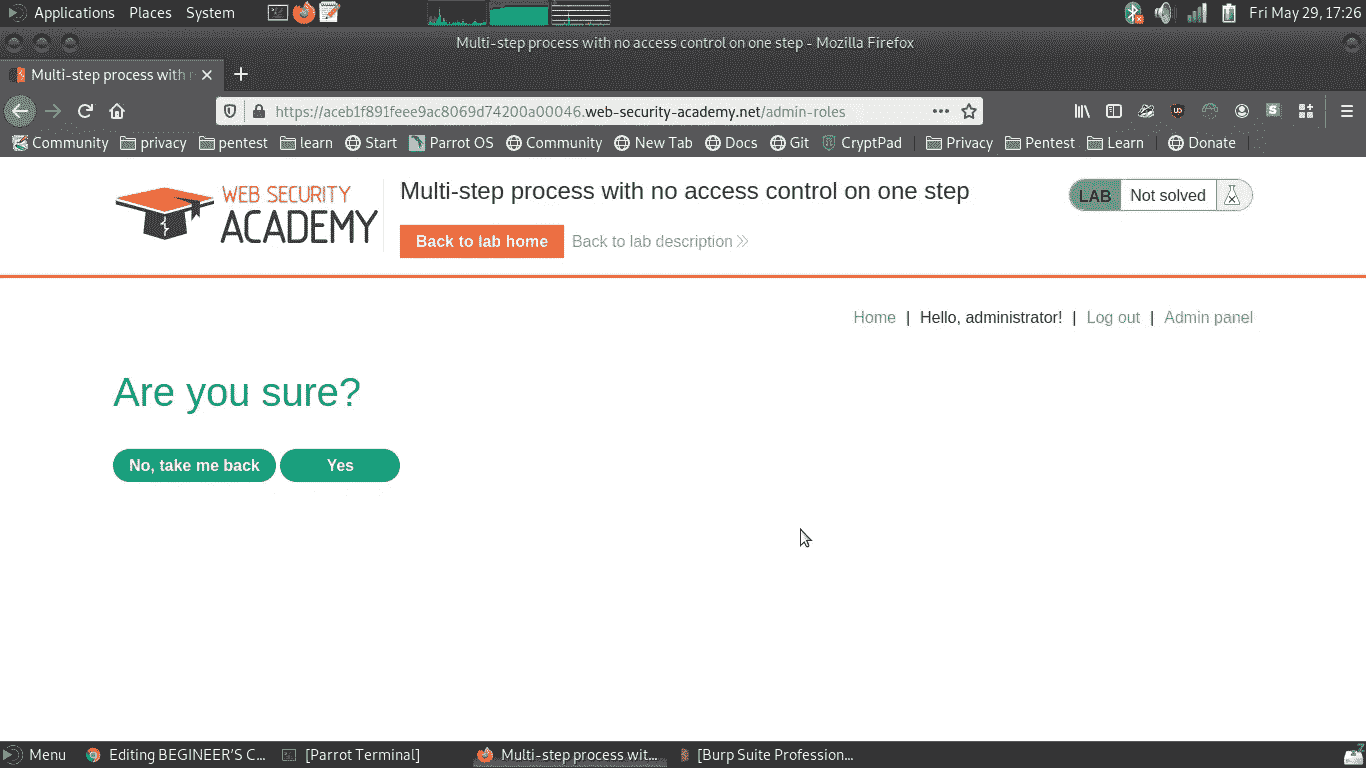 Applications Places System Fri May 29, 17:26
Multi-step process with no access control on one step - Mozilla Firefox
Multi-step process with r
https://aceb1f891feee9ac8069d74200a00046.web-security-academy.net/admin-roles
Community privacy pentest learn Start Parrot OS Community New Tab Docs Git CryptPad Privacy Pentest Learn Donate
WEB SECURITY
ACADEMY
Multi-step process with no access control on one step
LAB Not solved
Back to lab home Back to lab description
Home | Hello, administrator! | Log out | Admin panel
Are you sure?
No, take me back Yes
Menu Editing BEGINEER'S C... [Parrot Terminal] Multi-step process wit... [Burp Suite Profession...